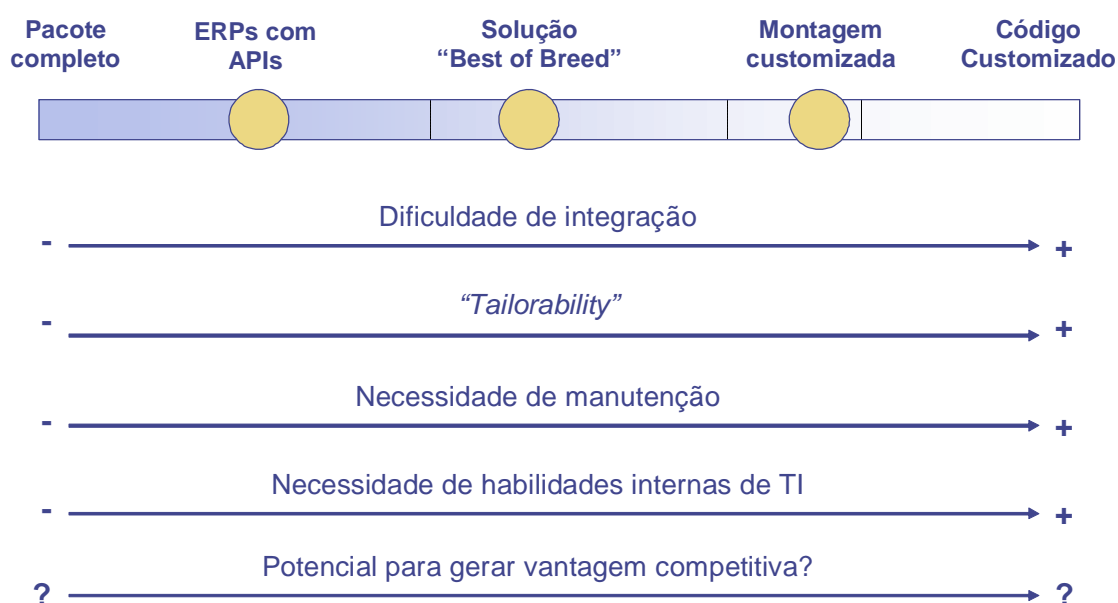 Pacote
completo
ERPs com
APIs
Solução
“Best of Breed”
Montagem
customizada
Código
Customizado
Dificuldade de integração
- +
“Tailorability”
- +
Necessidade de manutenção
- +
Necessidade de habilidades internas de TI
- +
Potencial para gerar vantagem competitiva?
? ?